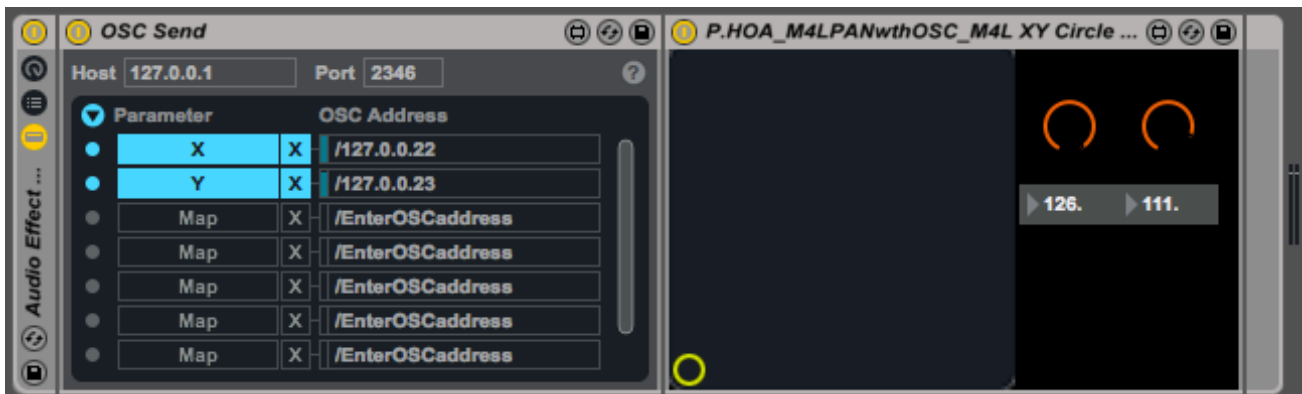 OSC Send
Host 127.0.0.1 Port 2346 ?
Parameter OSC Address
X X /127.0.0.22
Y X /127.0.0.23
Map X /EnterOSCaddress
Map X /EnterOSCaddress
Map X /EnterOSCaddress
Map X /EnterOSCaddress
Map X /EnterOSCaddress
Audio Effect ...
P.HOA_M4LPANwthOSC_M4L XY Circle ...
126. 111.